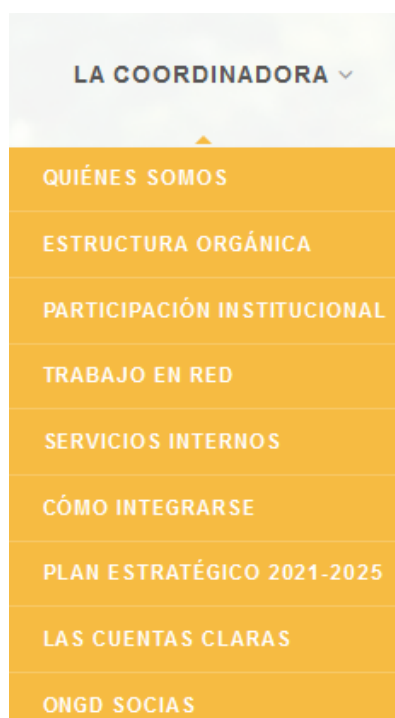 LA COORDINADORA
QUIÉNES SOMOS
ESTRUCTURA ORGÁNICA
PARTICIPACIÓN INSTITUCIONAL
TRABAJO EN RED
SERVICIOS INTERNOS
CÓMO INTEGRARSE
PLAN ESTRATÉGICO 2021-2025
LAS CUENTAS CLARAS
ONGD SOCIAS